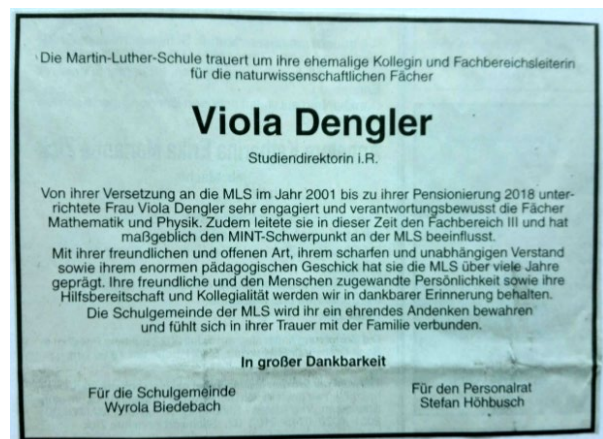 Die Martin-Luther-Schule trauert um ihre ehemalige Kollegin und Fachbereichsleiterin
für die naturwissenschaftlichen Fächer
Viola Dengler
Studiendirektorin i.R.
Von ihrer Versetzung an die MLS im Jahr 2001 bis zu ihrer Pensionierung 2018 unter-
richtete Frau Viola Dengler sehr engagiert und verantwortungsbewusst die Fächer
Mathematik und Physik. Zudem leitete sie in dieser Zeit den Fachbereich III und hat
maßgeblich den MINT-Schwerpunkt an der MLS beeinflusst.
Mit ihrer freundlichen und offenen Art, ihrem scharfen und unabhängigen Verstand
sowie ihrem enormen pädagogischen Geschick hat sie die MLS über viele Jahre
geprägt. Ihre freundliche und den Menschen zugewandte Persönlichkeit sowie ihre
Hilfsbereitschaft und Kollegialität werden wir in dankbarer Erinnerung behalten.
Die Schulgemeinde der MLS wird ihr ein ehrendes Andenken bewahren
und fühlt sich in ihrer Trauer mit der Familie verbunden.
In großer Dankbarkeit
Für die Schulgemeinde
Wyrola Biedebach
Für den Personalrat
Stefan Höhbusch